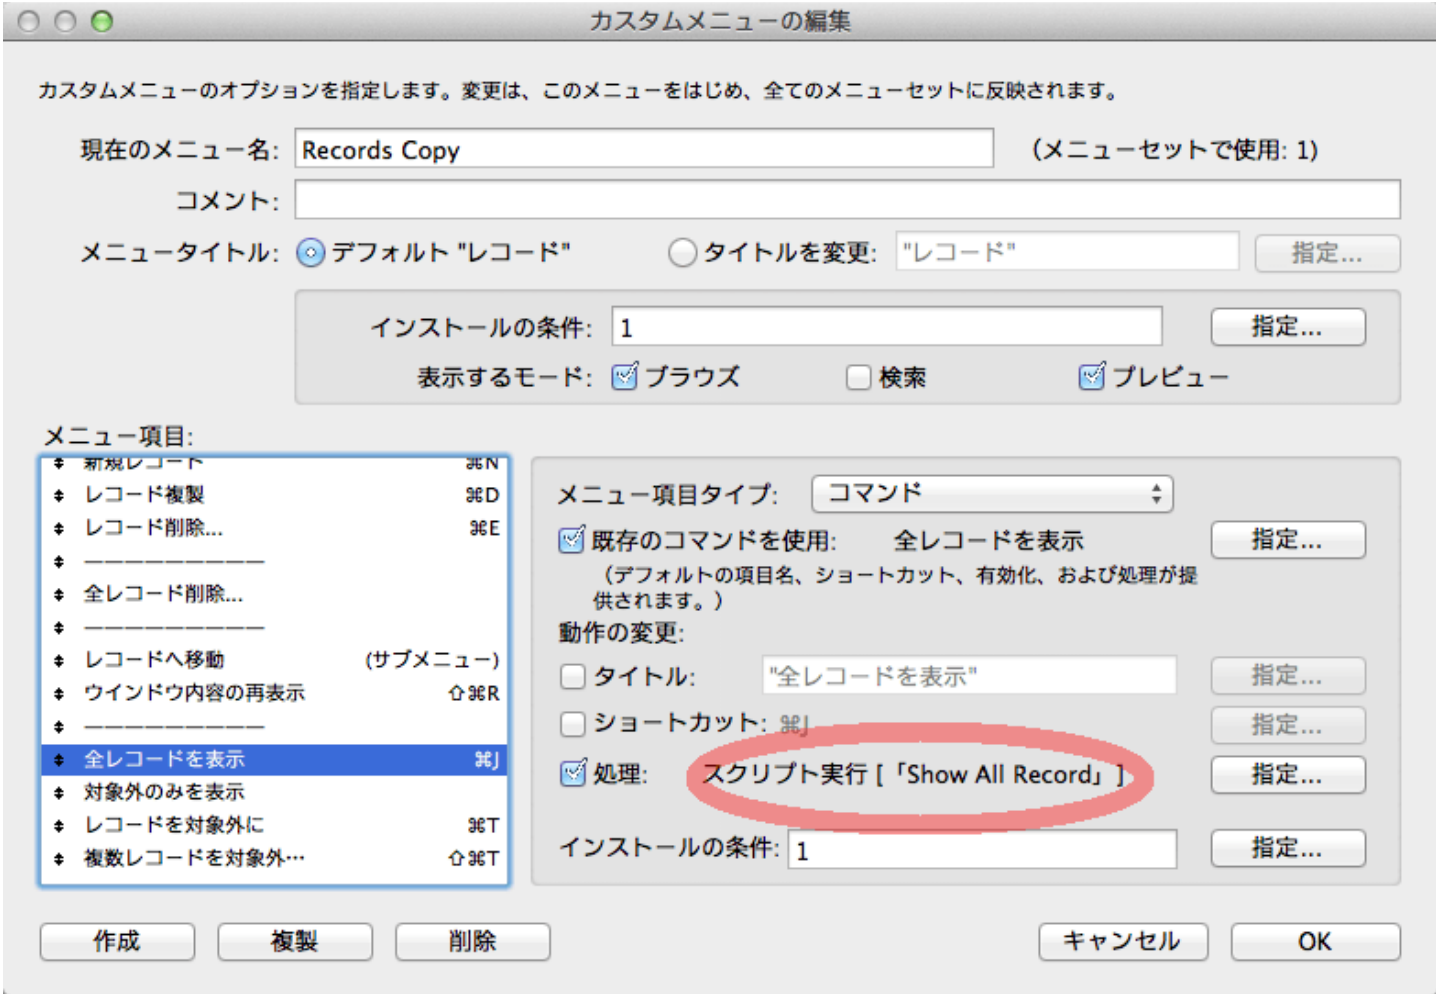 カスタムメニューの編集
カスタムメニューのオプションを指定します。変更は、このメニューをはじめ、全てのメニューセットに反映されます。
現在のメニュー名: Records Copy (メニューセットで使用: 1)
コメント:
メニュータイトル: デフォルト "レコード" タイトルを変更: "レコード" 指定...
インストールの条件: 1 指定...
表示するモード: ブラウズ 検索 プレビュー
メニュー項目:
新規レコード ⌘N
レコード複製 ⌘D
レコード削除... ⌘E
—————————
全レコード削除...
—————————
レコードへ移動 (サブメニュー)
ウインドウ内容の再表示 ⇧⌘R
—————————
全レコードを表示 ⌘J
対象外のみを表示
レコードを対象外に ⌘T
複数レコードを対象外… ⇧⌘T
メニュー項目タイプ: コマンド
既存のコマンドを使用: 全レコードを表示 指定...
(デフォルトの項目名、ショートカット、有効化、および処理が提
供されます。)
動作の変更:
タイトル: "全レコードを表示" 指定...
ショートカット: ⌘J 指定...
処理: スクリプト実行 [「Show All Record」] 指定...
インストールの条件: 1 指定...
作成 複製 削除 キャンセル OK